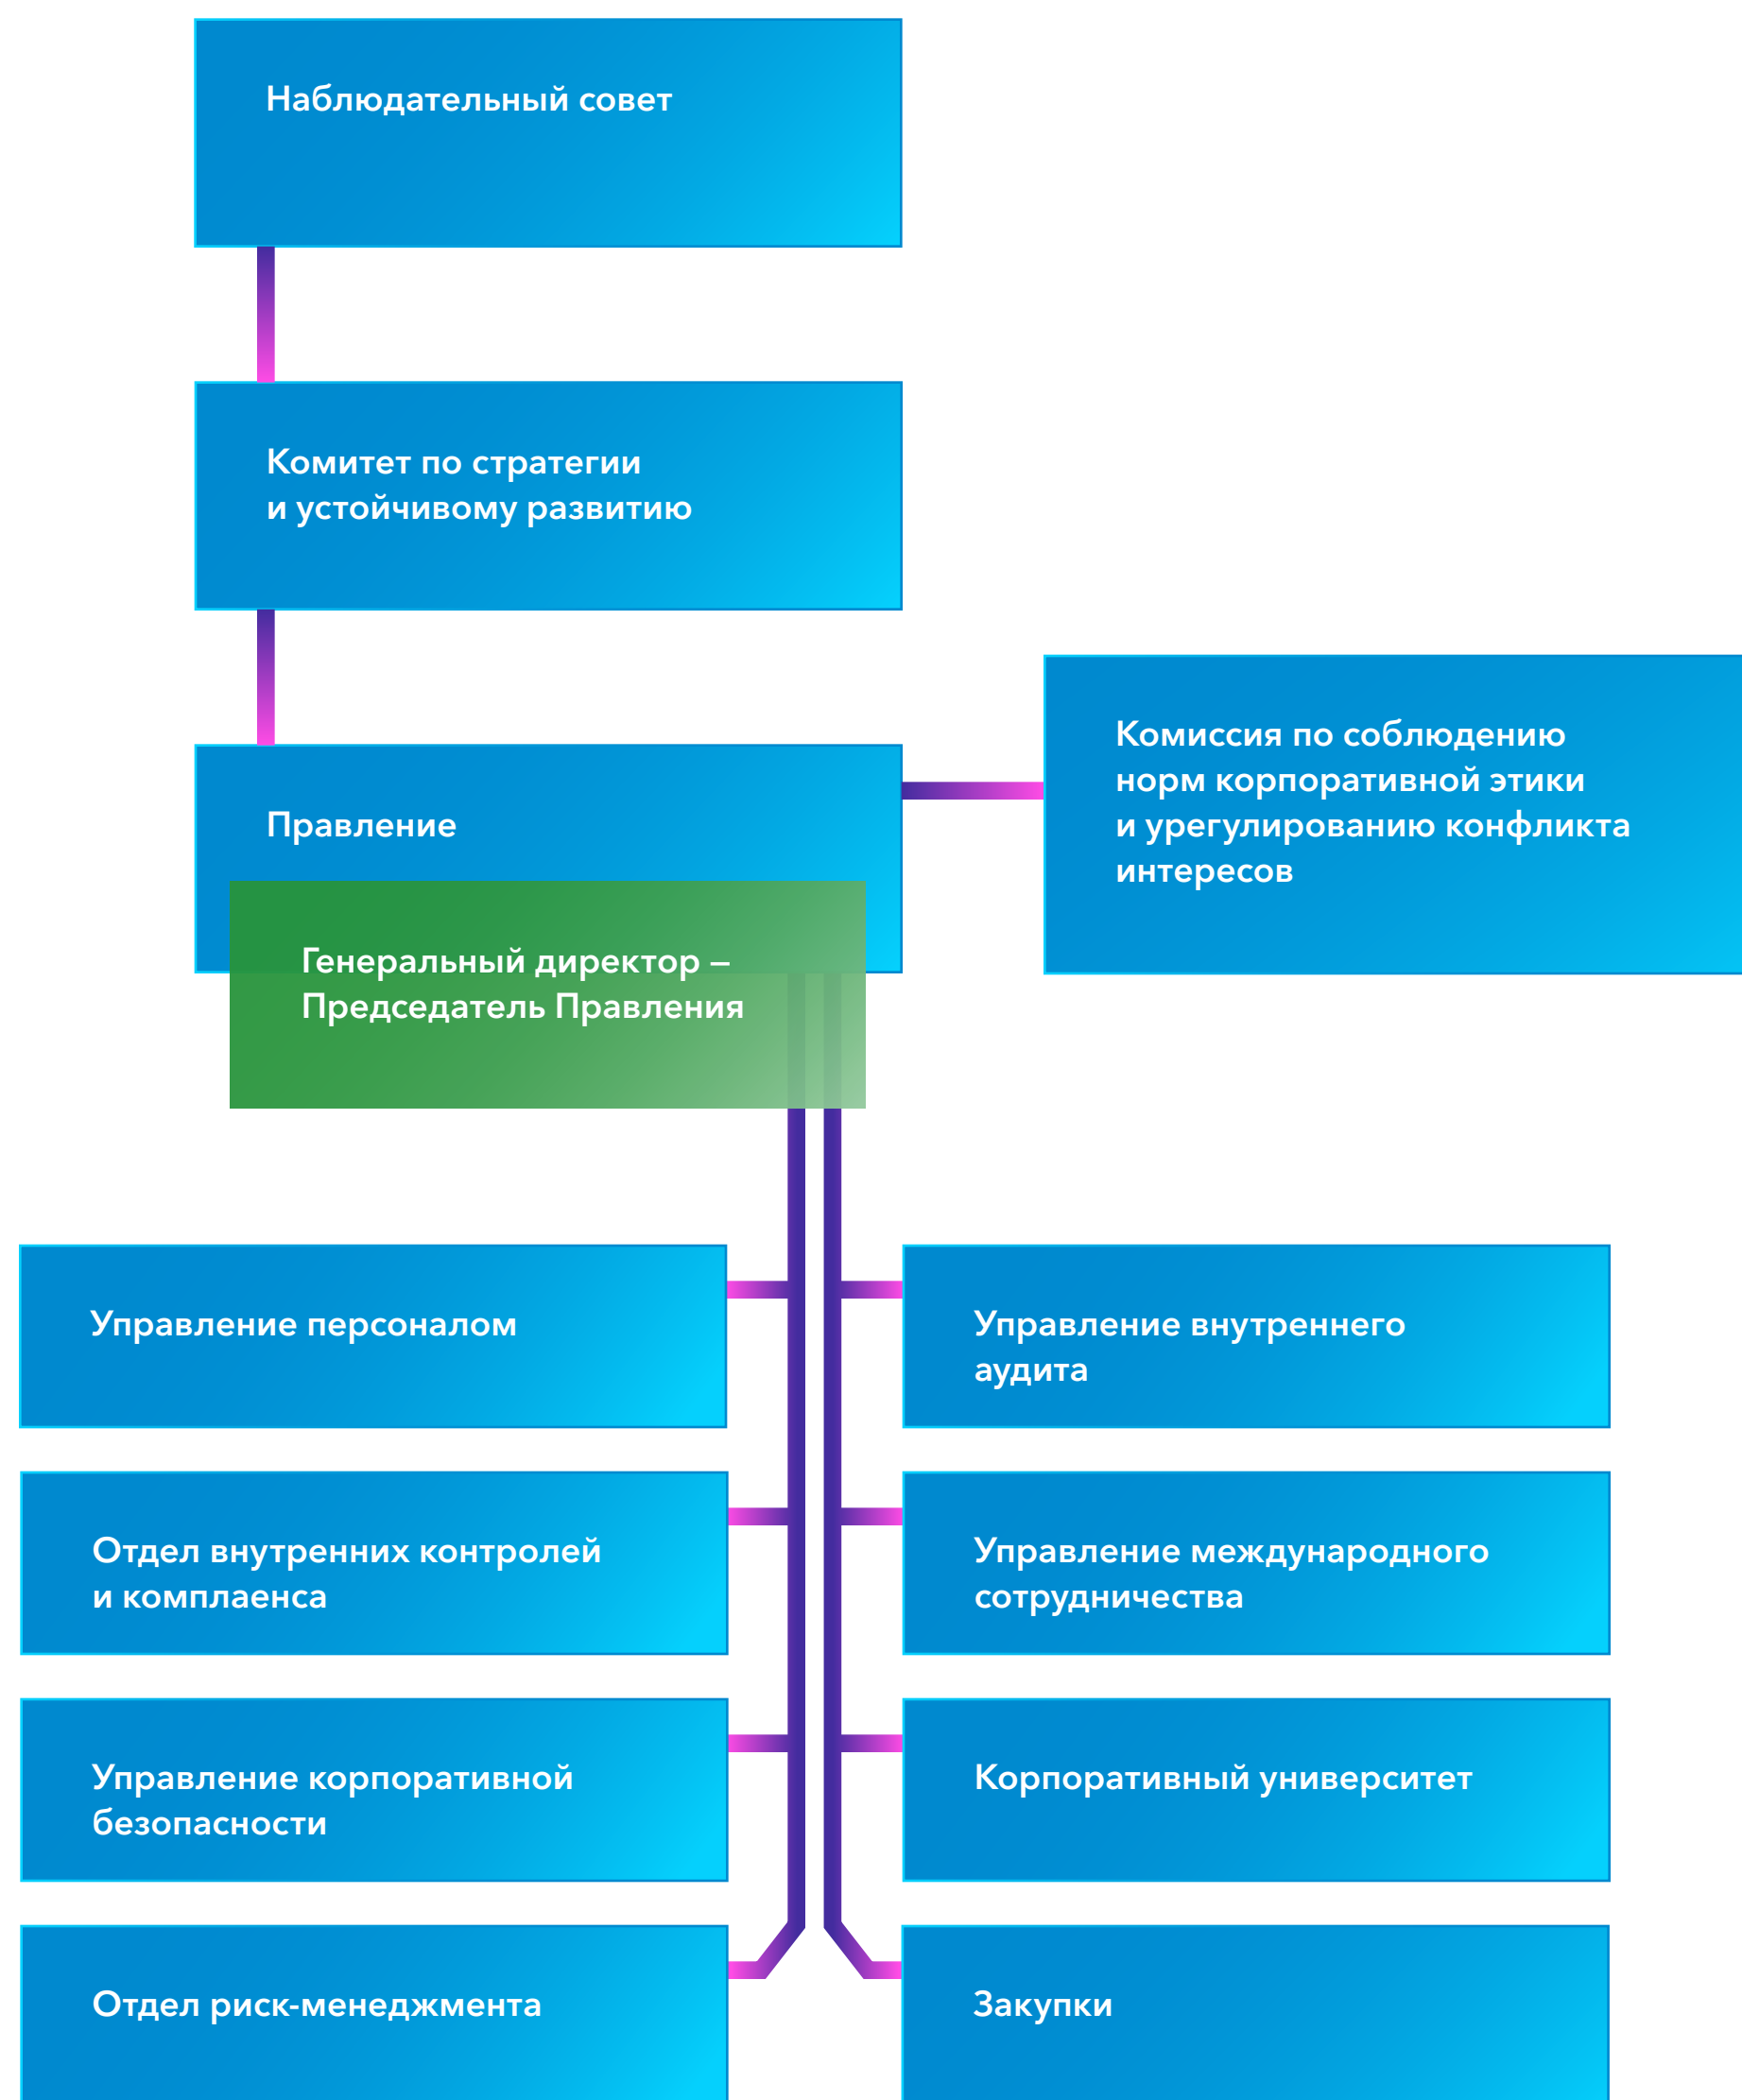 Наблюдательный совет
Комитет по стратегии
и устойчивому развитию
Правление
Комиссия по соблюдению
норм корпоративной этики
и урегулированию конфликта
интересов
Генеральный директор –
Председатель Правления
Управление персоналом
Управление внутреннего
аудита
Отдел внутренних контролей
и комплаенса
Управление международного
сотрудничества
Управление корпоративной
безопасности
Корпоративный университет
Отдел риск-менеджмента
Закупки